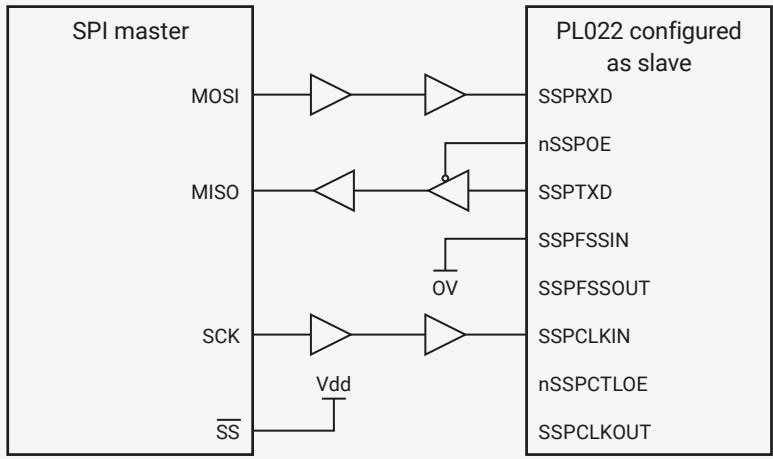 SPI master
PL022 configured
as slave
MOSI
SSPRXD
nSSPOE
MISO
SSPTXD
SSPFSSIN
0V
SSPFSSOUT
SCK
SSPCLKIN
Vdd
nSSPCTLOE
SS
SSPCLKOUT